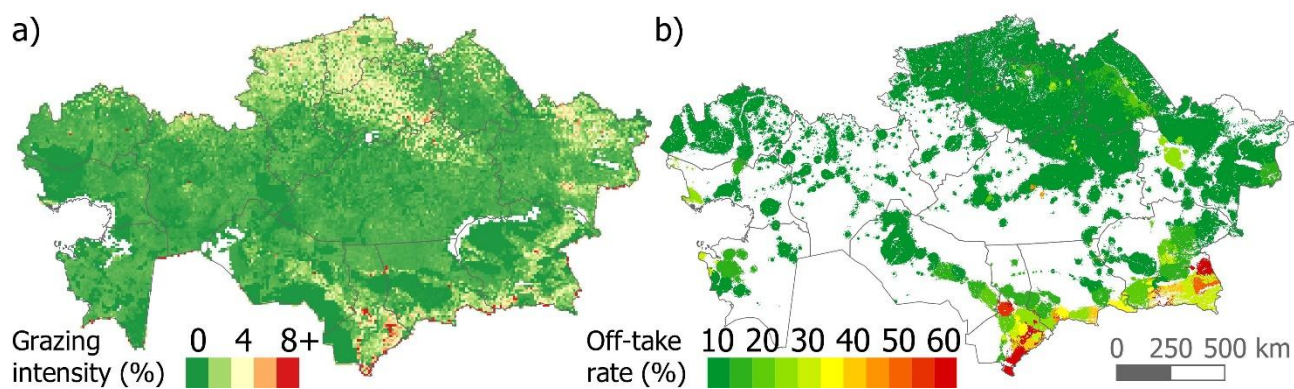 a)
b)
Grazing intensity (%)
0 4 8+
Off-take rate (%)
10 20 30 40 50 60
0 250 500 km